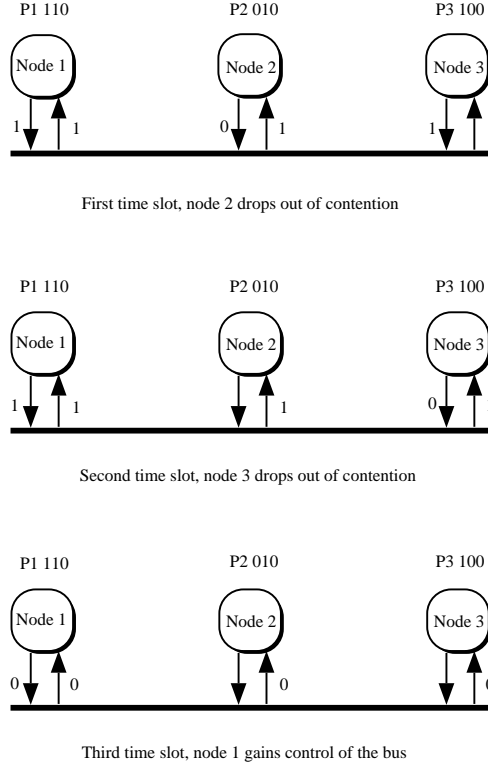 P1 110 P2 010 P3 100
Node 1 Node 2 Node 3
1 1 0 1 1
First time slot, node 2 drops out of contention
P1 110 P2 010 P3 100
Node 1 Node 2 Node 3
1 1 1 0
Second time slot, node 3 drops out of contention
P1 110 P2 010 P3 100
Node 1 Node 2 Node 3
0 0 0
Third time slot, node 1 gains control of the bus